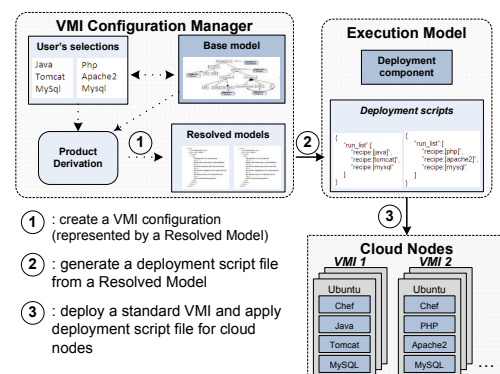 VMI Configuration Manager
User's selections
Java
Tomcat
MySql
Php
Apache2
Mysql
Base model
Product
Derivation
1
Resolved models
2
Execution Model
Deployment
component
Deployment scripts
{
"run_list":[
"recipe:[java]",
"recipe:[tomcat]",
"recipe:[mysql"
]
}
{
"run_list":[
"recipe:[php]",
"recipe:[apache2]",
"recipe:[mysql"
]
}
3
1 : create a VMI configuration
(represented by a Resolved Model)
2 : generate a deployment script file
from a Resolved Model
3 : deploy a standard VMI and apply
deployment script file for cloud
nodes
Cloud Nodes
VMI 1
Ubuntu
Chef
Java
Tomcat
MySQL
VMI 2
Ubuntu
Chef
PHP
Apache2
MySQL
...